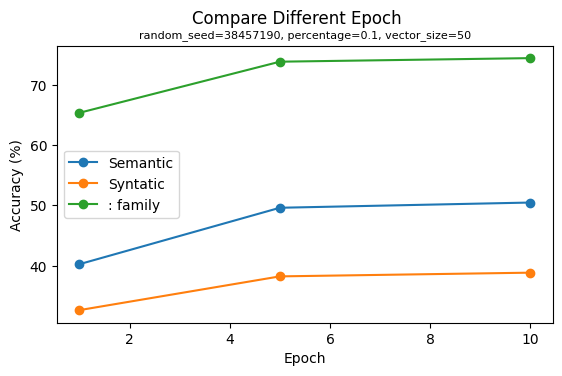 Compare Different Epoch
random_seed=38457190, percentage=0.1, vector_size=50
70
60
50
40
Accuracy (%)
Semantic
Syntatic
: family
2 4 6 8 10
Epoch